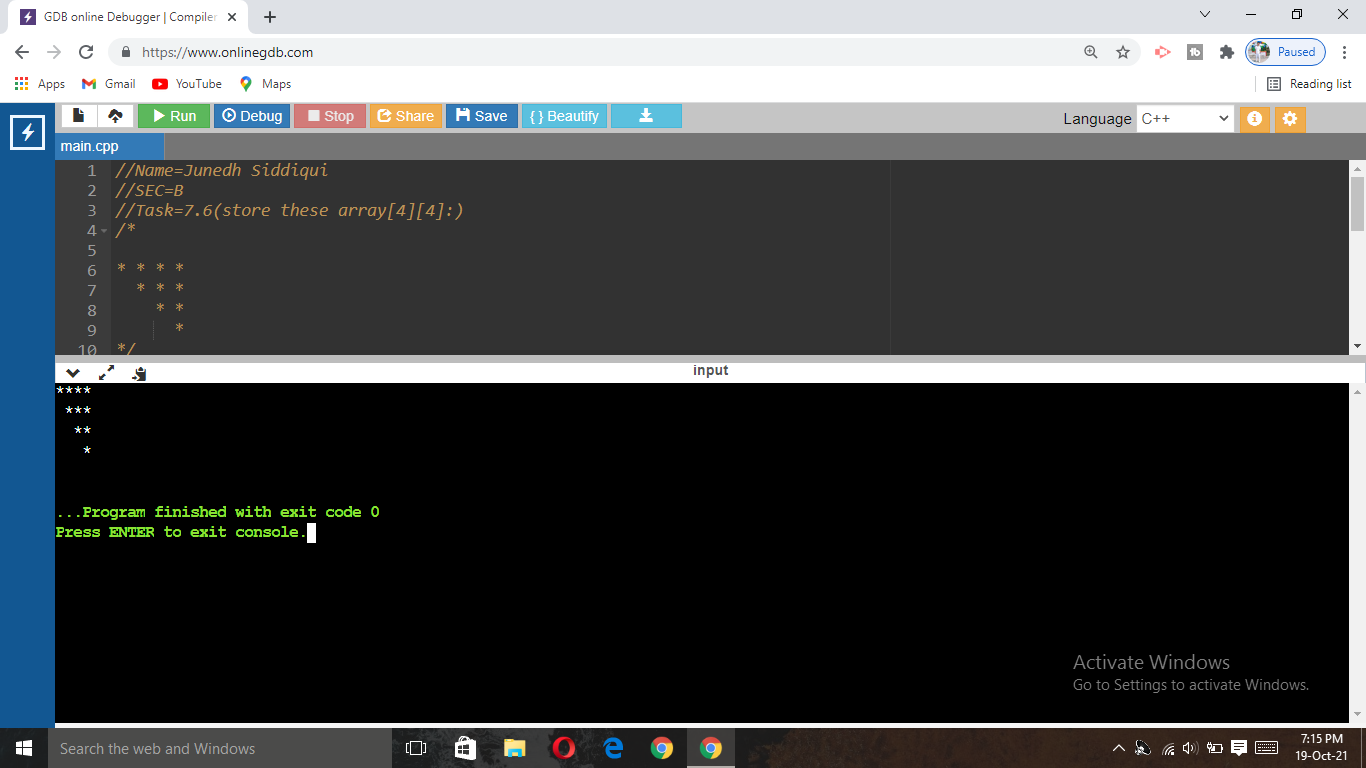 GDB online Debugger | Compiler
https://www.onlinegdb.com
Paused
Apps Gmail YouTube Maps Reading list
Run Debug Stop Share Save { } Beautify Language C++
main.cpp
1 //Name=Junedh Siddiqui
2 //SEC=B
3 //Task=7.6(store these array[4][4]:)
4 /*
5
6 * * * *
7 * * *
8 * *
9 *
10 */
input
****
***
**
*
...Program finished with exit code 0
Press ENTER to exit console.
Activate Windows
Go to Settings to activate Windows.
Search the web and Windows
7:15 PM
19-Oct-21